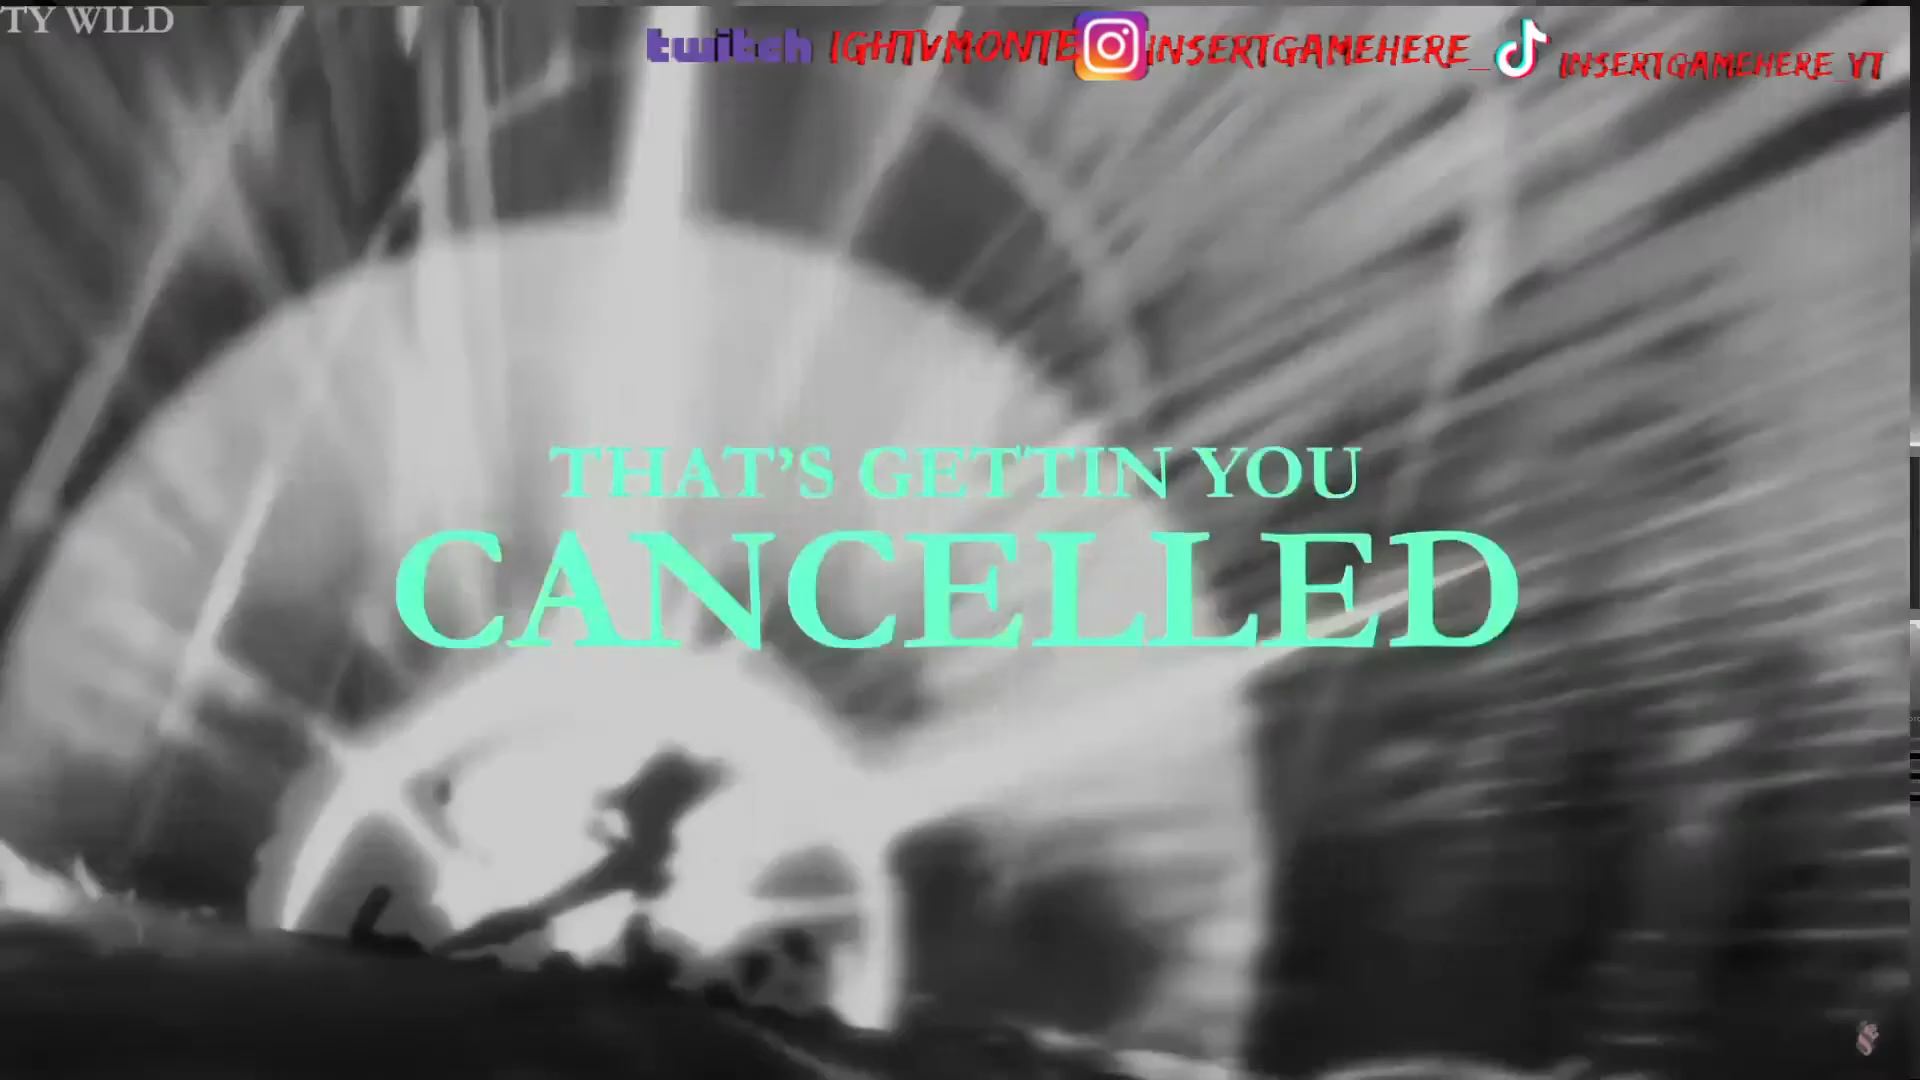 TY WILD
twitch IGHTVMONTE INSERTGAMEHERE_ INSERTGAMEHERE_YT
THAT'S GETTIN YOU
CANCELLED